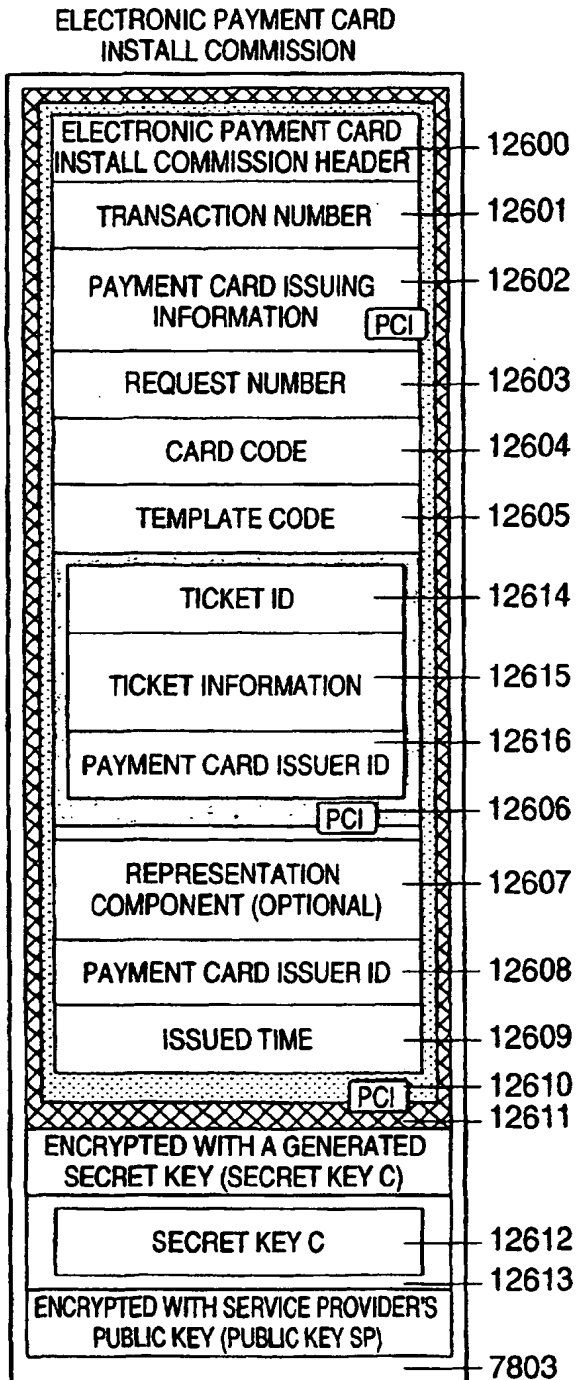 ELECTRONIC PAYMENT CARD
INSTALL COMMISSION
ELECTRONIC PAYMENT CARD
INSTALL COMMISSION HEADER
12600
TRANSACTION NUMBER
12601
PAYMENT CARD ISSUING
INFORMATION
12602
PCI
REQUEST NUMBER
12603
CARD CODE
12604
TEMPLATE CODE
12605
TICKET ID
12614
TICKET INFORMATION
12615
12616
PAYMENT CARD ISSUER ID
PCI
12606
REPRESENTATION
COMPONENT (OPTIONAL)
12607
PAYMENT CARD ISSUER ID
12608
ISSUED TIME
12609
12610
PCI
12611
ENCRYPTED WITH A GENERATED
SECRET KEY (SECRET KEY C)
SECRET KEY C
12612
12613
ENCRYPTED WITH SERVICE PROVIDER'S
PUBLIC KEY (PUBLIC KEY SP)
7803